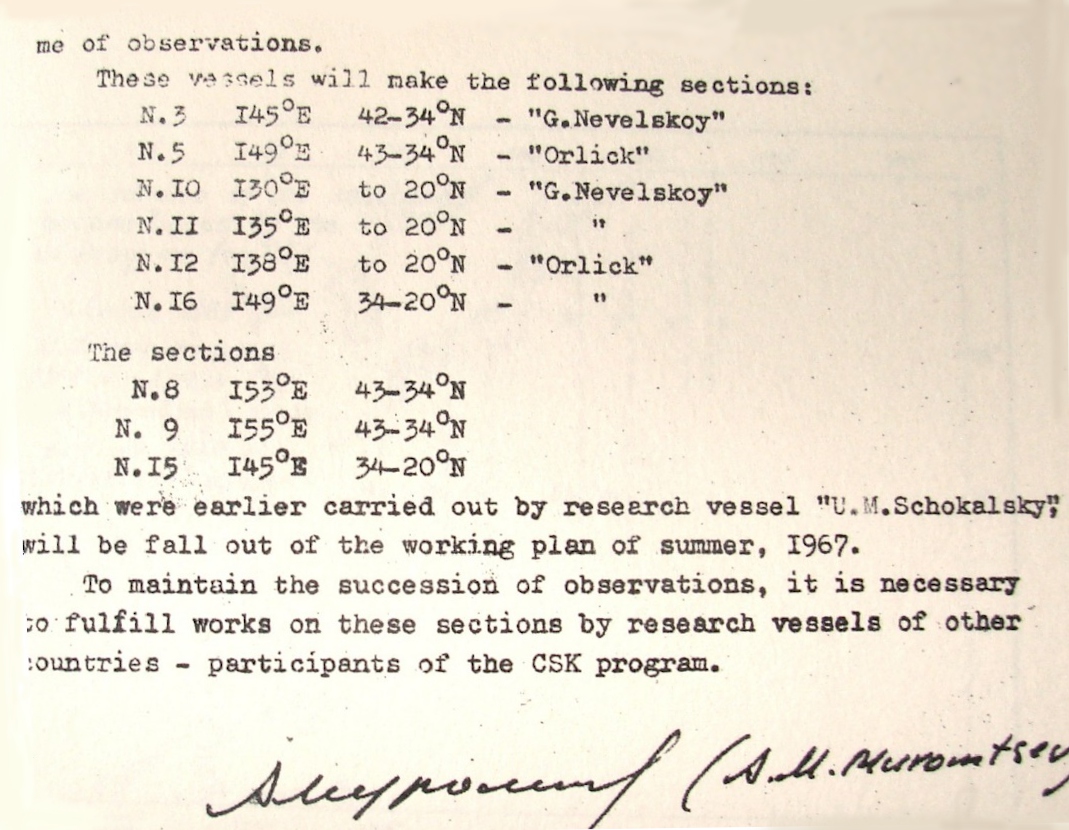 me of observations.
These vessels will make the following sections:
N.3 I45°E 42-34°N - "G.Nevelskoy"
N.5 I49°E 43-34°N - "Orlick"
N.IO I30°E to 20°N - "G.Nevelskoy"
N.II I35°E to 20°N - "
N.I2 I38°E to 20°N - "Orlick"
N.I6 I49°E 34-20°N - "
The sections
N.8 I53°E 43-34°N
N. 9 I55°E 43-34°N
N.I5 I45°E 34-20°N
which were earlier carried out by research vessel "U.M.Schokalsky",
will be fall out of the working plan of summer, I967.
To maintain the succession of observations, it is necessary
to fulfill works on these sections by research vessels of other
countries - participants of the CSK program.
(A.M. Muromtsev